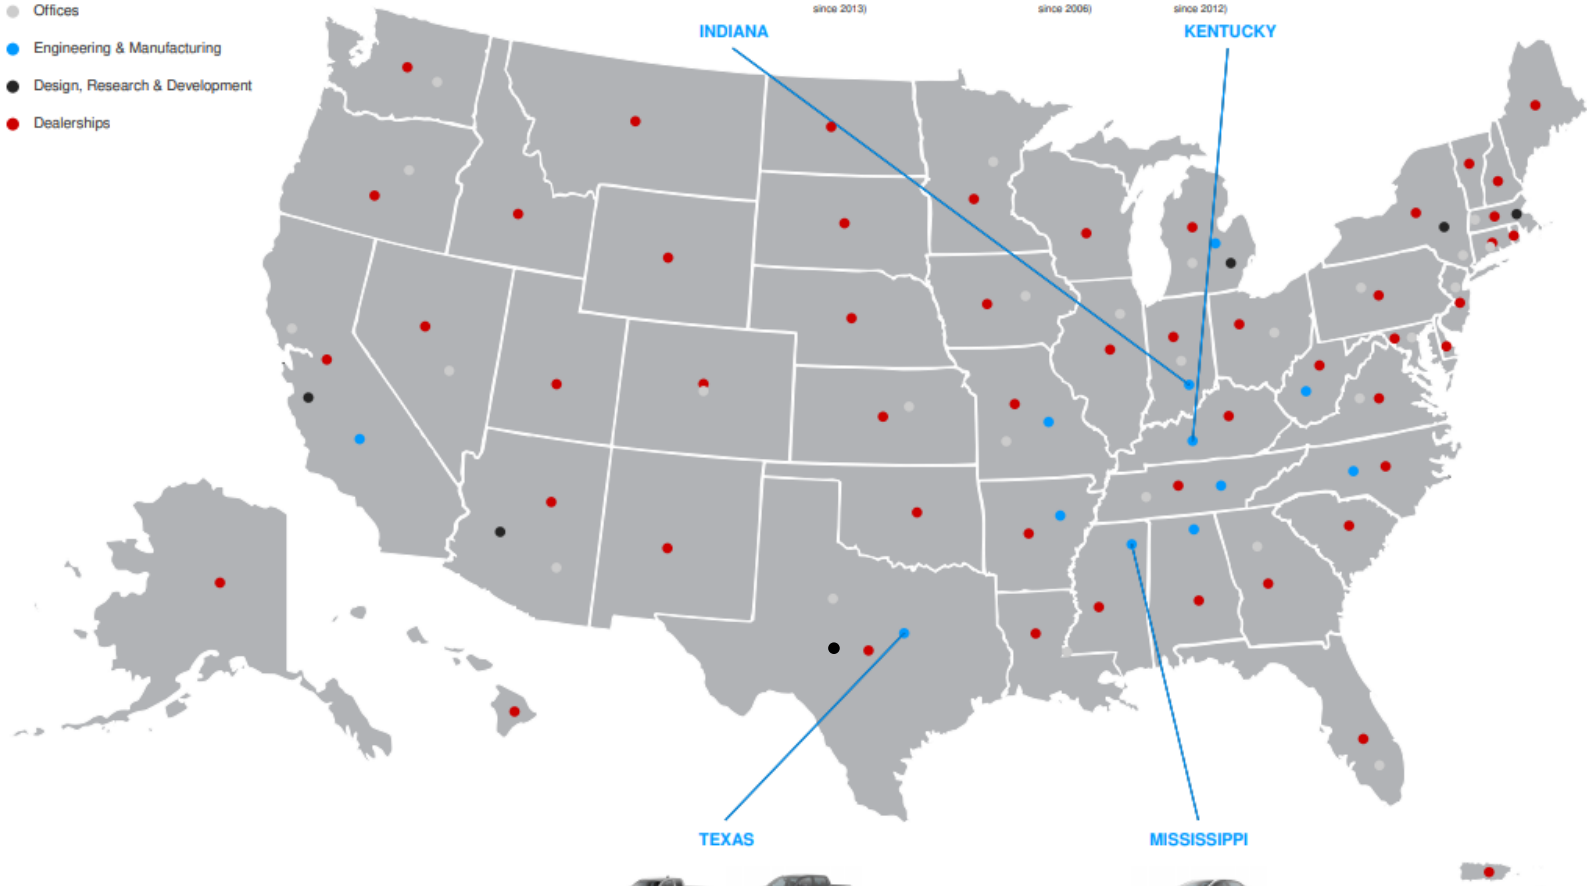 Offices
Engineering & Manufacturing
Design, Research & Development
Dealerships
since 2013)
since 2006)
since 2012)
INDIANA
KENTUCKY
TEXAS
MISSISSIPPI